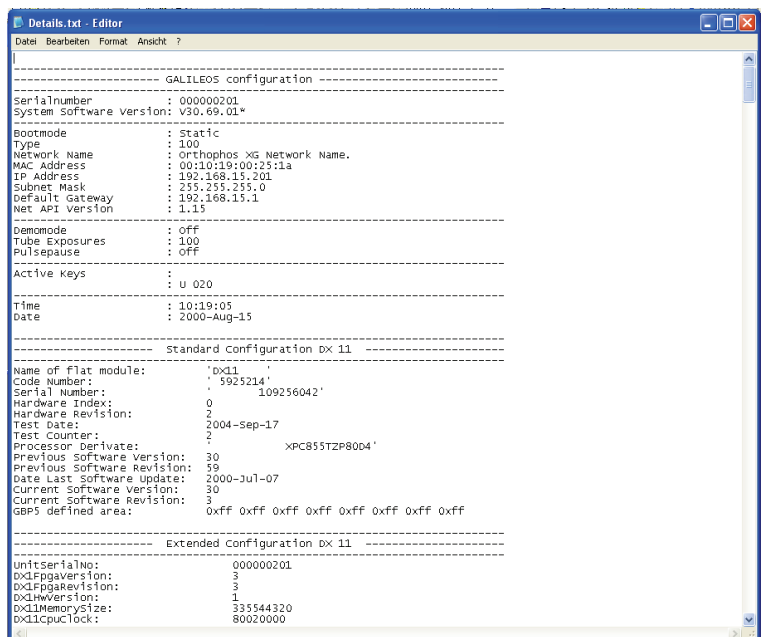 Details.txt - Editor
Datei Bearbeiten Format Ansicht ?
--------------------- GALILEOS configuration --------------------------
Serialnumber : 000000201
System Software Version: V30.69.01*
Bootmode : Static
Type : 100
Network Name : Orthophos XG Network Name.
MAC Address : 00:10:19:00:25:1a
IP Address : 192.168.15.201
Subnet Mask : 255.255.255.0
Default Gateway : 192.168.15.1
Net API Version : 1.15
Demomode : Off
Tube Exposures : 100
Pulsepause : Off
Active Keys :
: U 020
Time : 10:19:05
Date : 2000-Aug-15
-------------------- Standard Configuration DX 11 --------------------
Name of flat module: 'DX11 '
Code Number: ' 5925214'
Serial Number: ' 109256042'
Hardware Index: 0
Hardware Revision: 2
Test Date: 2004-Sep-17
Test Counter: 2
Processor Derivate: ' XPC855TZP80D4'
Previous Software Version: 30
Previous Software Revision: 59
Date Last Software Update: 2000-Jul-07
Current Software Version: 30
Current Software Revision: 3
GBP5 defined area: 0xff 0xff 0xff 0xff 0xff 0xff 0xff 0xff
-------------------- Extended Configuration DX 11 --------------------
UnitSerialNo: 000000201
DX1FpgaVersion: 3
DX1FpgaRevision: 3
DX1HwVersion: 1
DX11MemorySize: 335544320
DX11CpuClock: 80020000